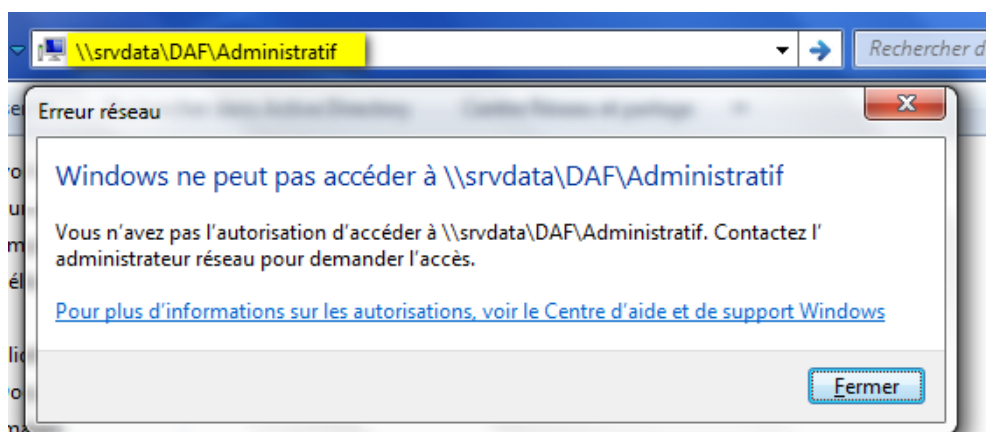 \\srvdata\DAF\Administratif
Rechercher d
Erreur réseau
Windows ne peut pas accéder à \\srvdata\DAF\Administratif
Vous n'avez pas l'autorisation d'accéder à \\srvdata\DAF\Administratif. Contactez l'
administrateur réseau pour demander l'accès.
Pour plus d'informations sur les autorisations, voir le Centre d'aide et de support Windows
Fermer